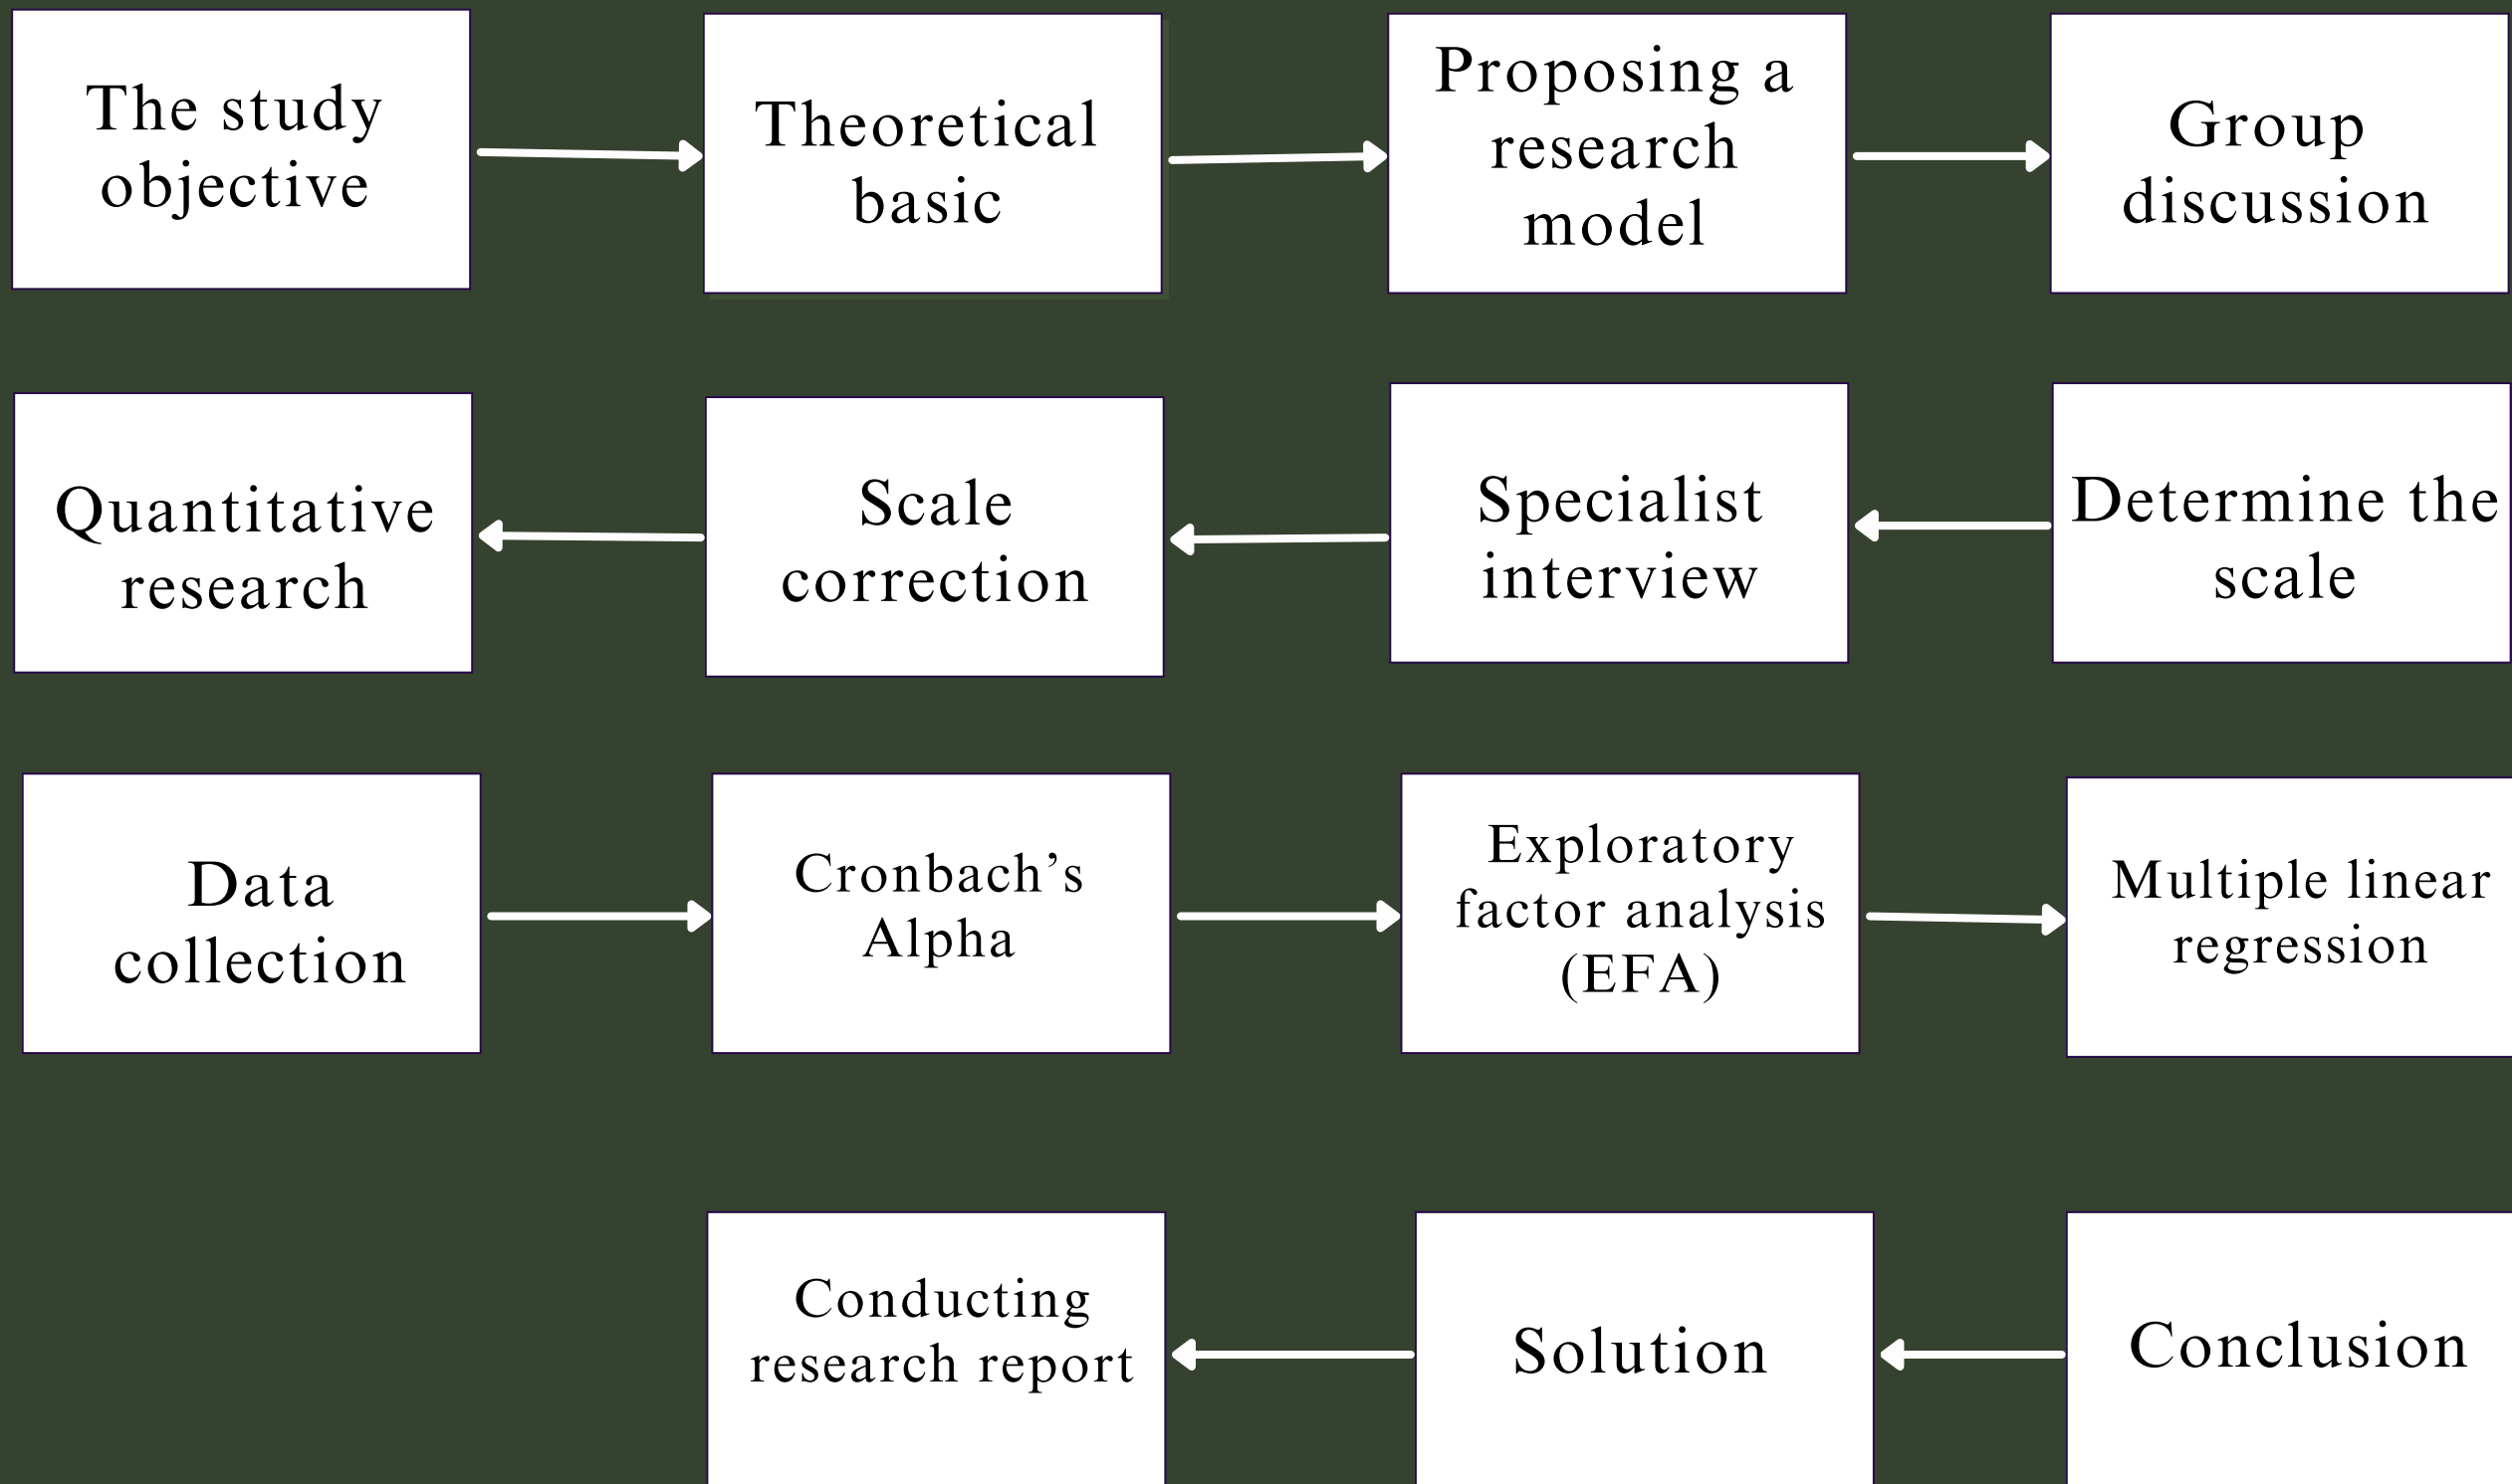 The study
objective
Theoretical
basic
Proposing a
research
model
Group
discussion
Quantitative
research
Scale
correction
Specialist
interview
Determine the
scale
Data
collection
Cronbach’s
Alpha
Exploratory
factor analysis
(EFA)
Multiple linear
regression
Conducting
research report
Solution
Conclusion